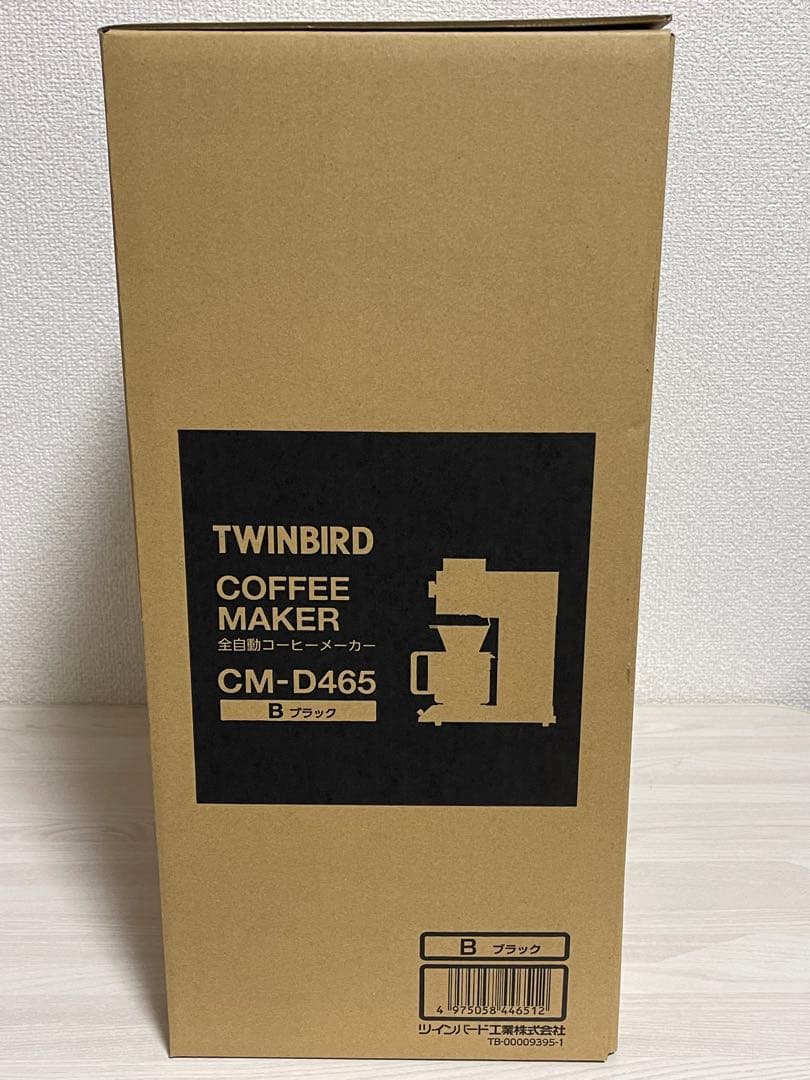 TWINBIRD
COFFEE
MAKER
全自動コーヒーメーカー
CM-D465
B ブラック
B ブラック
4 975058 446512
ツインバード工業株式会社
TB-00009395-1